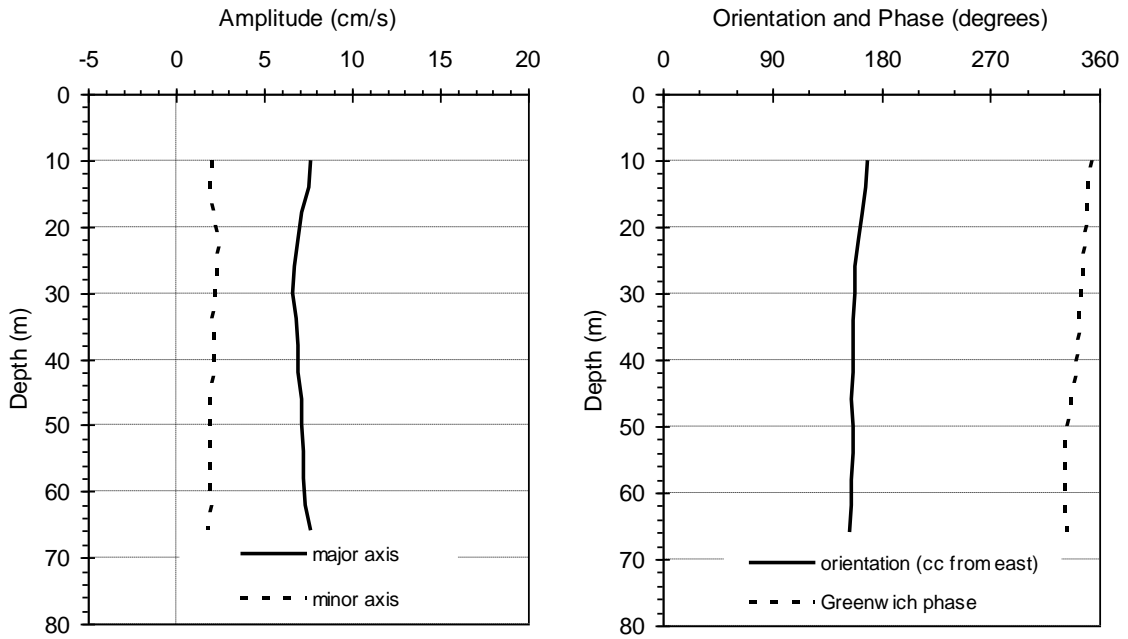 Amplitude (cm/s)
-5 0 5 10 15 20
0
10
20
30
40
50
60
70
80
Depth (m)
major axis
minor axis
Orientation and Phase (degrees)
0 90 180 270 360
0
10
20
30
40
50
60
70
80
Depth (m)
orientation (cc from east)
Greenwich phase